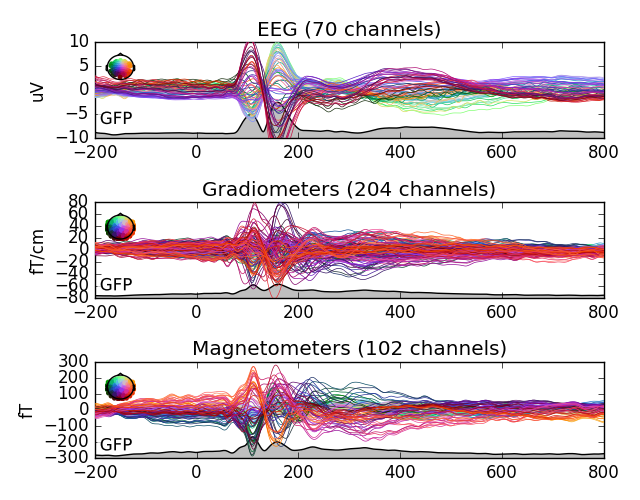 EEG (70 channels)
10
5
0
−5
−10
uV
GFP
−200 0 200 400 600 800
Gradiometers (204 channels)
80
60
40
20
0
−20
−40
−60
−80
fT/cm
GFP
−200 0 200 400 600 800
Magnetometers (102 channels)
300
200
100
0
−100
−200
−300
fT
GFP
−200 0 200 400 600 800